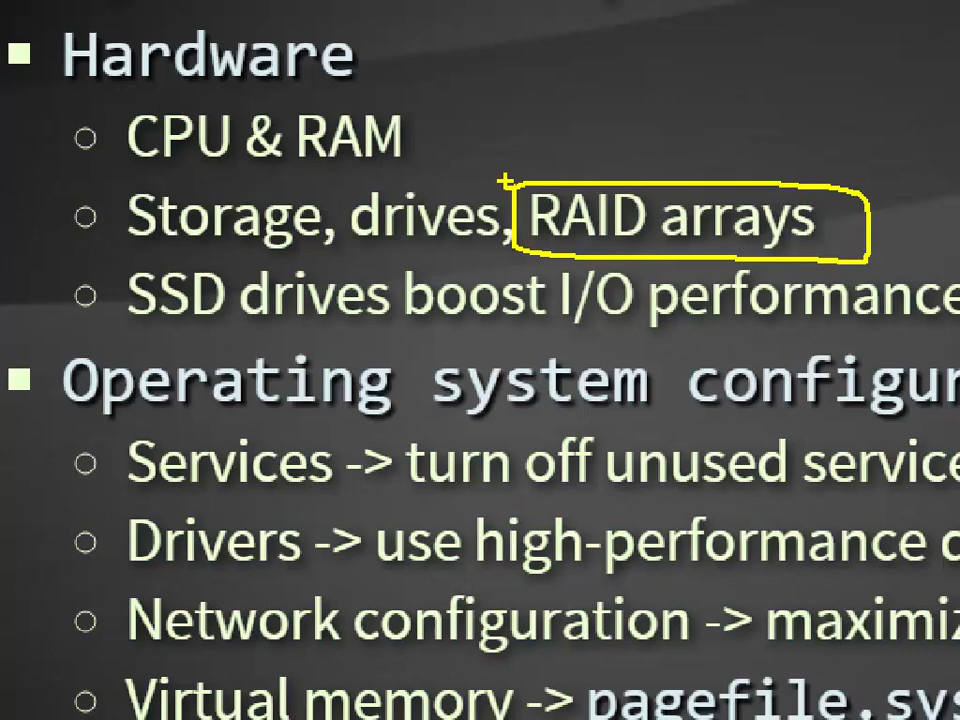 Hardware
CPU & RAM
Storage, drives, RAID arrays
SSD drives boost I/O performance
Operating system configur
Services -> turn off unused service
Drivers -> use high-performance
Network configuration -> maximiz
Virtual memory -> pagefile.sys